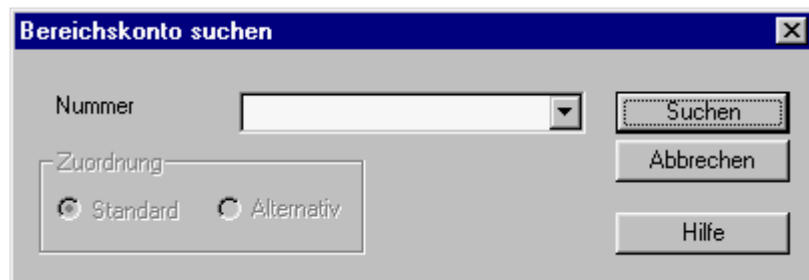 Bereichskonto suchen
Nummer
Suchen
Abbrechen
Zuordnung
Standard Alternativ
Hilfe